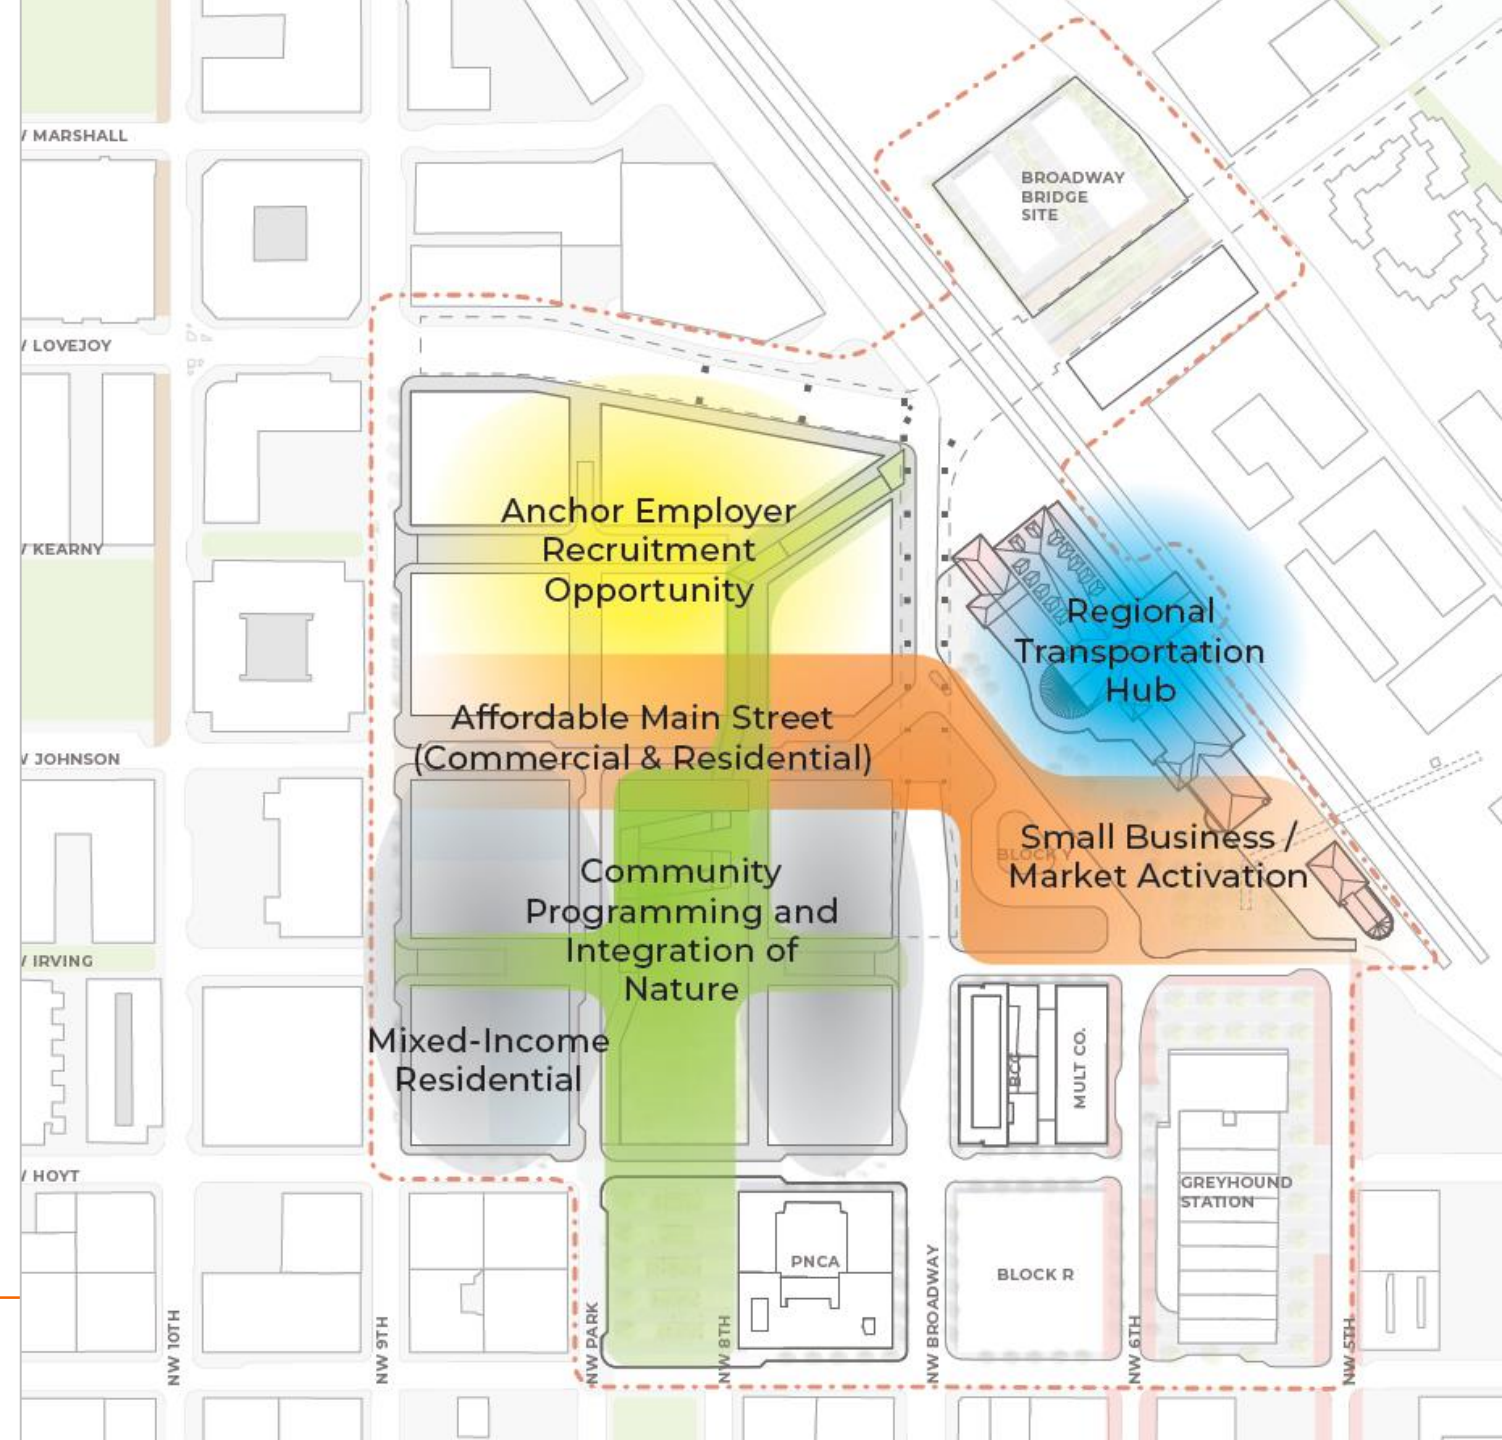 / MARSHALL
BROADWAY
BRIDGE
SITE
/ LOVEJOY
Anchor Employer
Recruitment
Opportunity
/ KEARNY
Regional
Transportation
Hub
Affordable Main Street
(Commercial & Residential)
/ JOHNSON
Small Business /
Market Activation
BLOCK Y
Community
Programming and
Integration of
Nature
/ IRVING
Mixed-Income
Residential
BCC
MULT CO.
/ HOYT
GREYHOUND
STATION
PNCA
BLOCK R
NW 10TH
NW 9TH
NW PARK
NW 8TH
NW BROADWAY
NW 6TH
NW 5TH